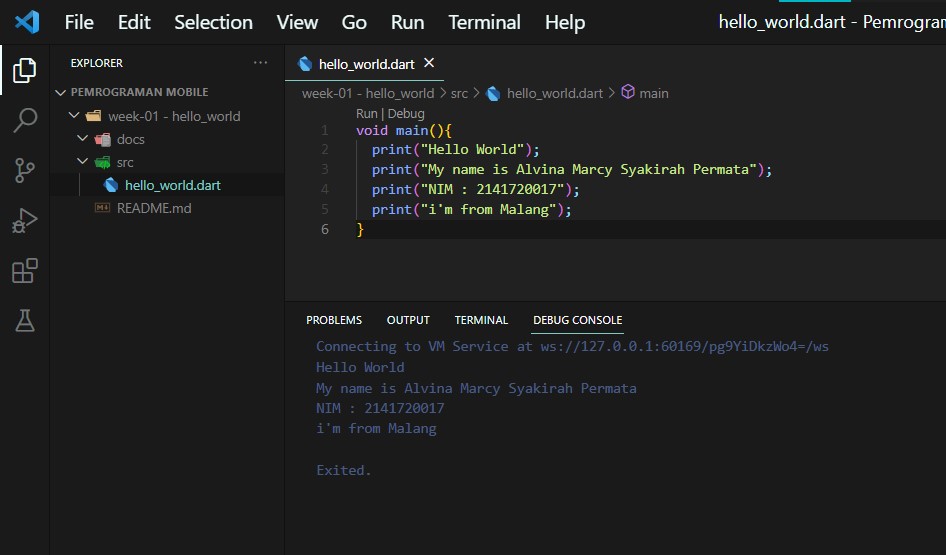 File Edit Selection View Go Run Terminal Help hello_world.dart - Pemrogram
EXPLORER ...
PEMROGRAMAN MOBILE
week-01 - hello_world
docs
src
hello_world.dart
README.md
hello_world.dart
week-01 - hello_world > src > hello_world.dart > main
Run | Debug
1 void main(){
2 print("Hello World");
3 print("My name is Alvina Marcy Syakirah Permata");
4 print("NIM : 2141720017");
5 print("i'm from Malang");
6 }
PROBLEMS OUTPUT TERMINAL DEBUG CONSOLE
Connecting to VM Service at ws://127.0.0.1:60169/pg9YiDkzWo4=/ws
Hello World
My name is Alvina Marcy Syakirah Permata
NIM : 2141720017
i'm from Malang
Exited.